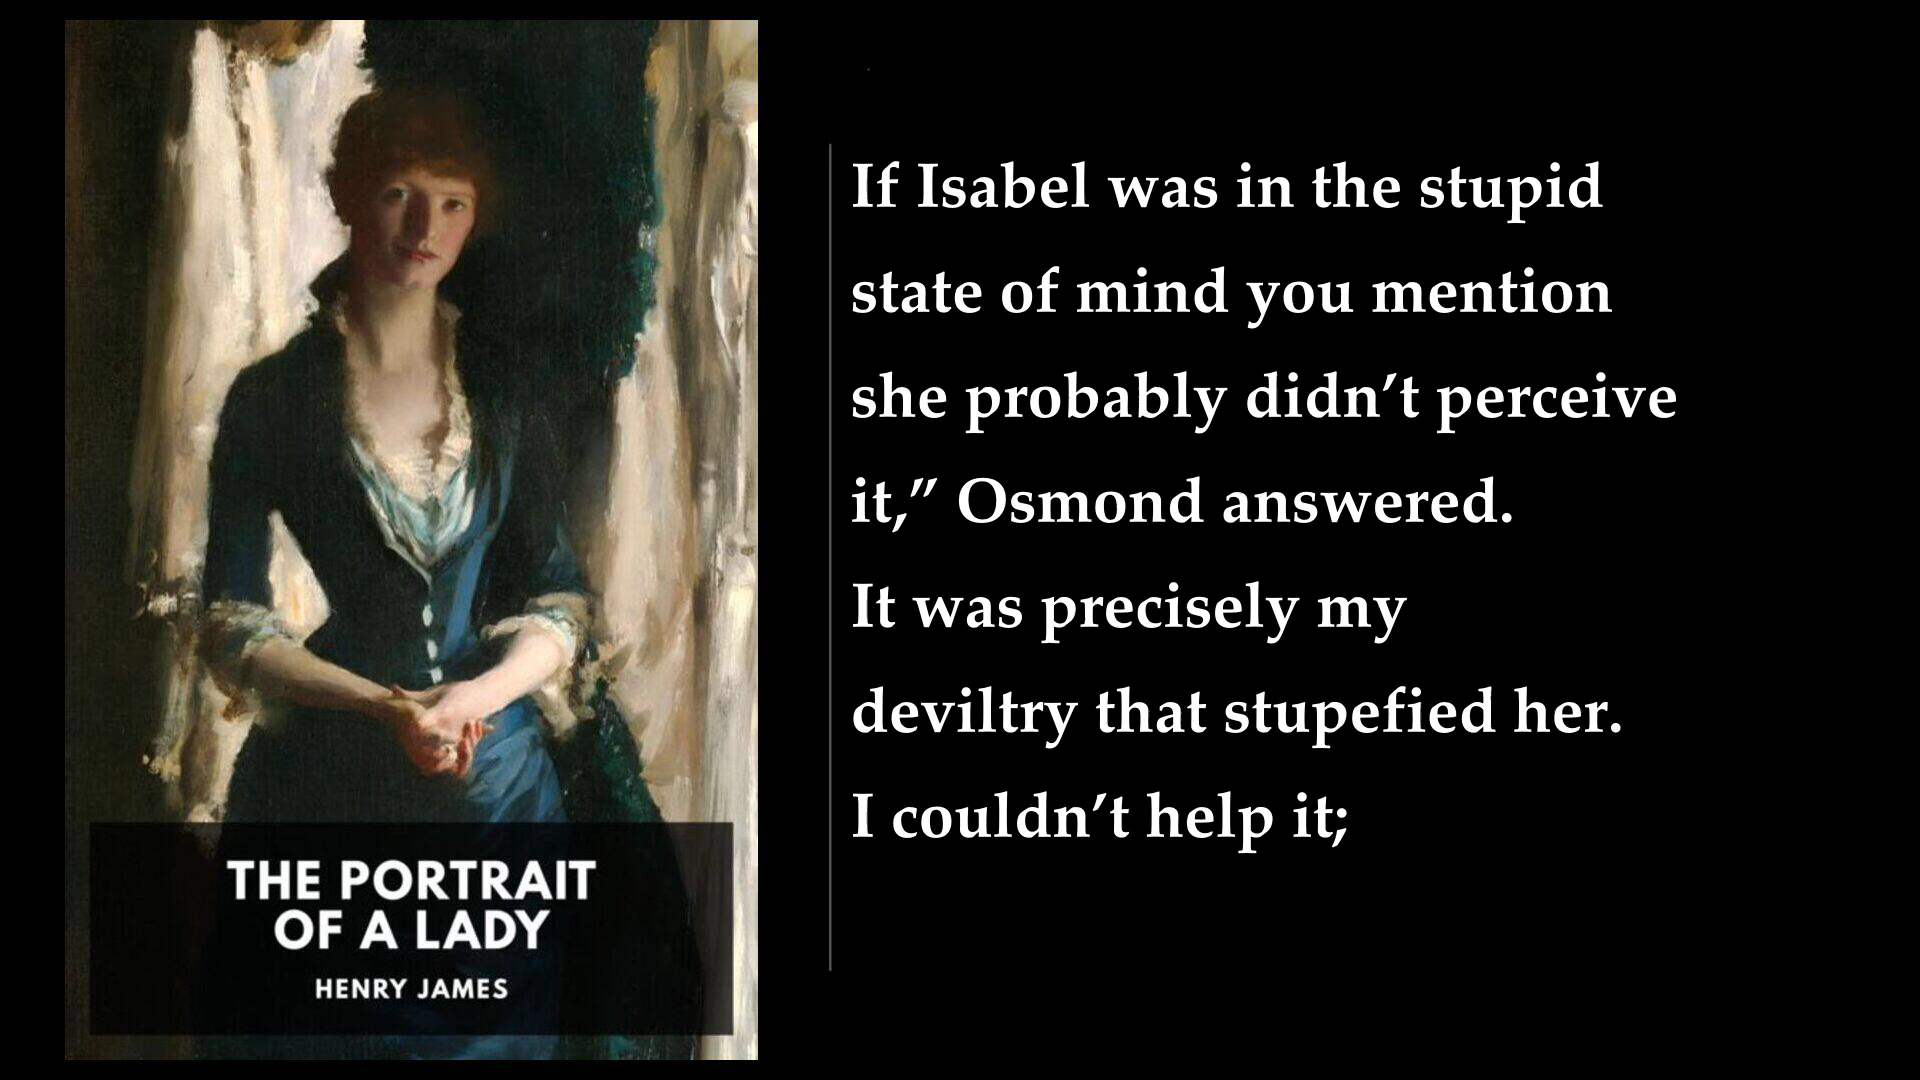 THE PORTRAIT
OF A LADY
HENRY JAMES
If Isabel was in the stupid
state of mind you mention
she probably didn’t perceive
it,” Osmond answered.
It was precisely my
deviltry that stupefied her.
I couldn’t help it;